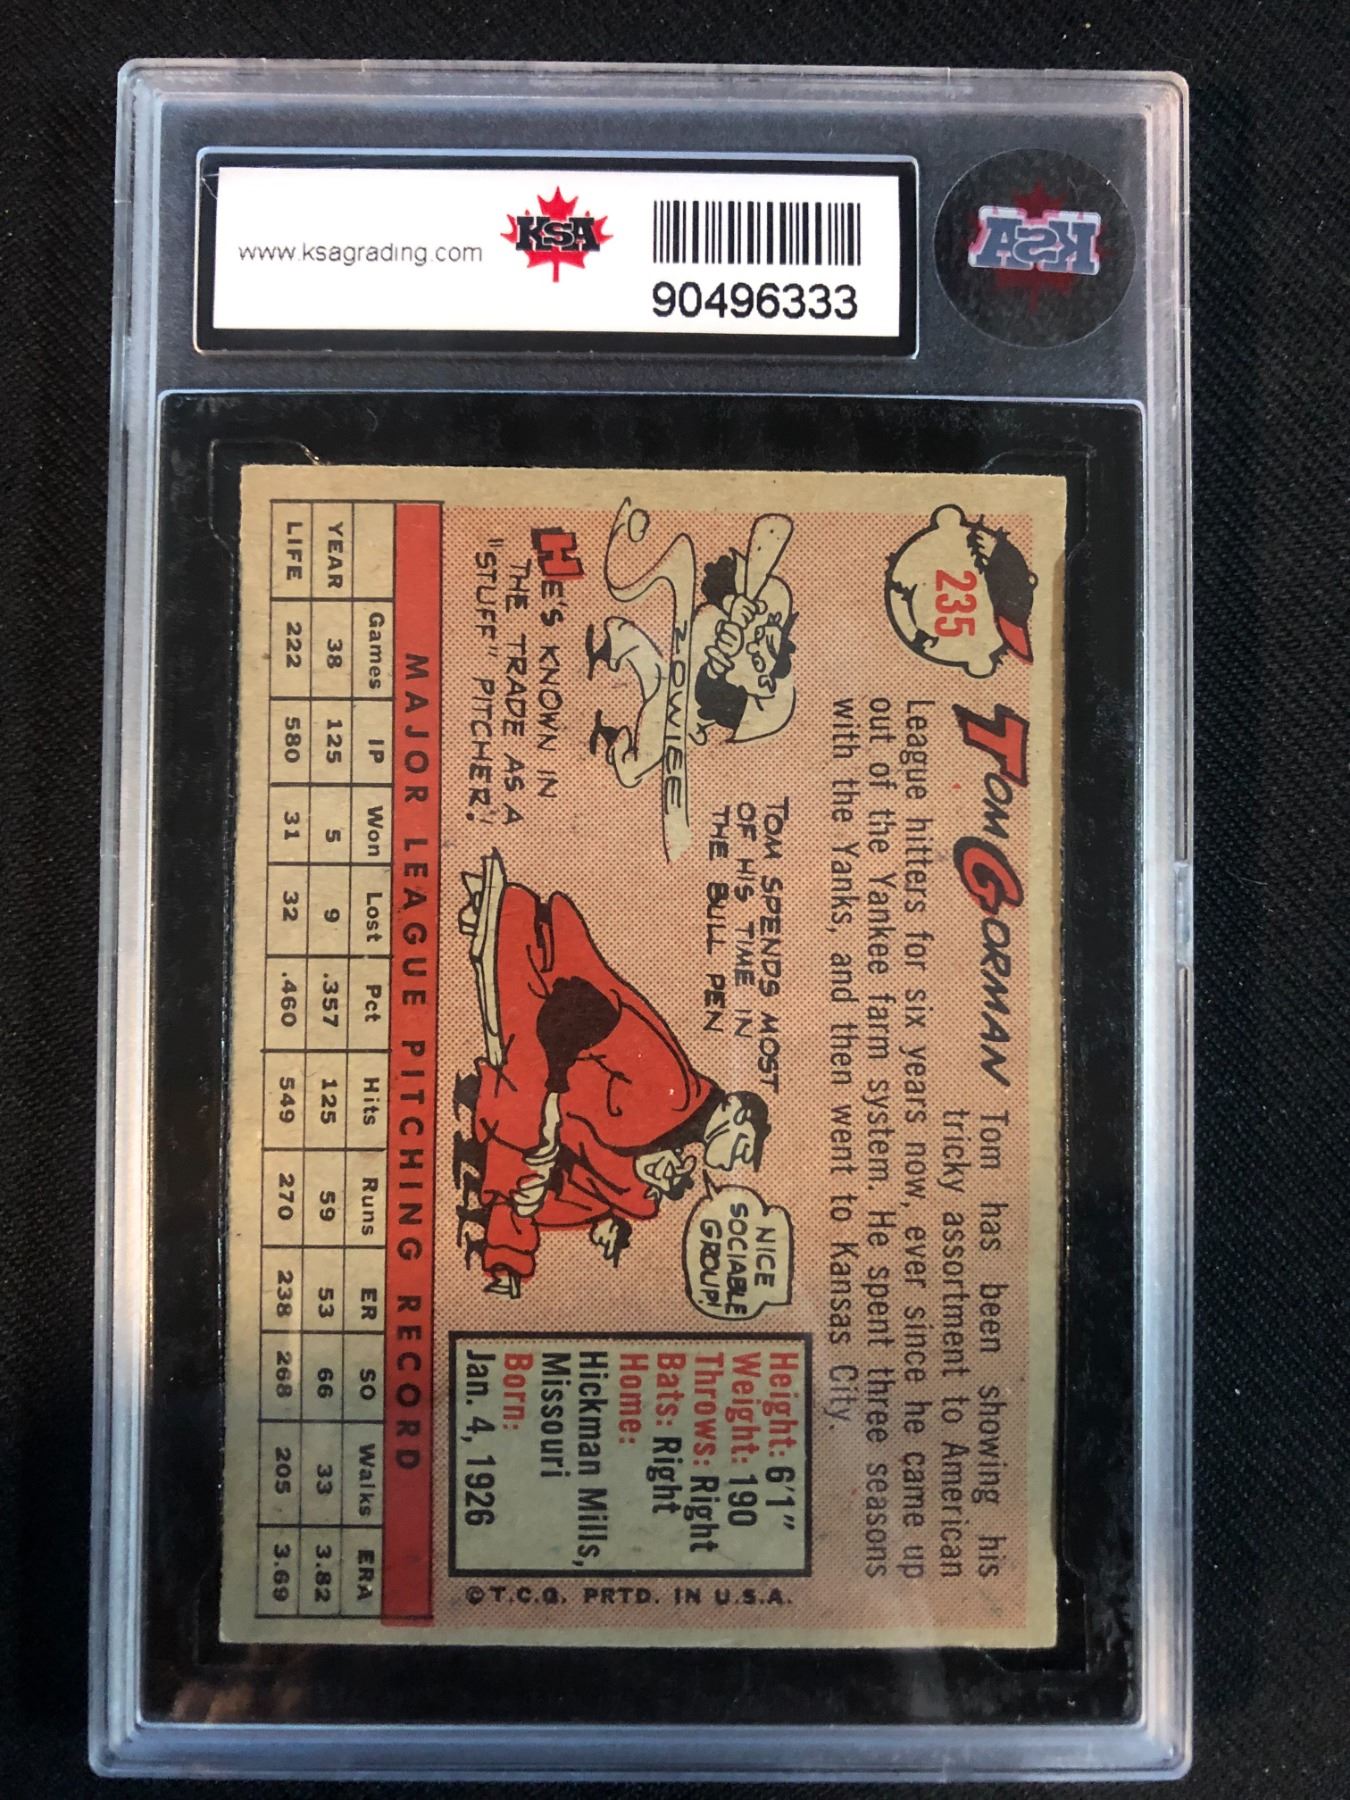 www.ksagrading.com
KSA
90496333
KSA
235
TOM GORMAN
Tom has been showing his
tricky assortment to American
League hitters for six years now, ever since he came up
out of the Yankee farm system. He spent three seasons
with the Yanks, and then went to Kansas City.
ZOWIEE
HE'S KNOWN IN
THE TRADE AS A
"STUFF" PITCHER!
TOM SPENDS MOST
OF HIS TIME IN
THE BULL PEN
NICE
SOCIABLE
GROUP!
Height: 6'1"
Weight: 190
Throws: Right
Bats: Right
Home:
Hickman Mills,
Missouri
Born:
Jan. 4, 1926
©T.C.G. PRTD. IN U.S.A.
MAJOR LEAGUE PITCHING RECORD
Games IP Won Lost Pct Hits Runs ER SO Walks ERA
YEAR 38 125 5 9 .357 125 59 53 66 33 3.82
LIFE 222 580 31 32 .460 549 270 238 268 205 3.69